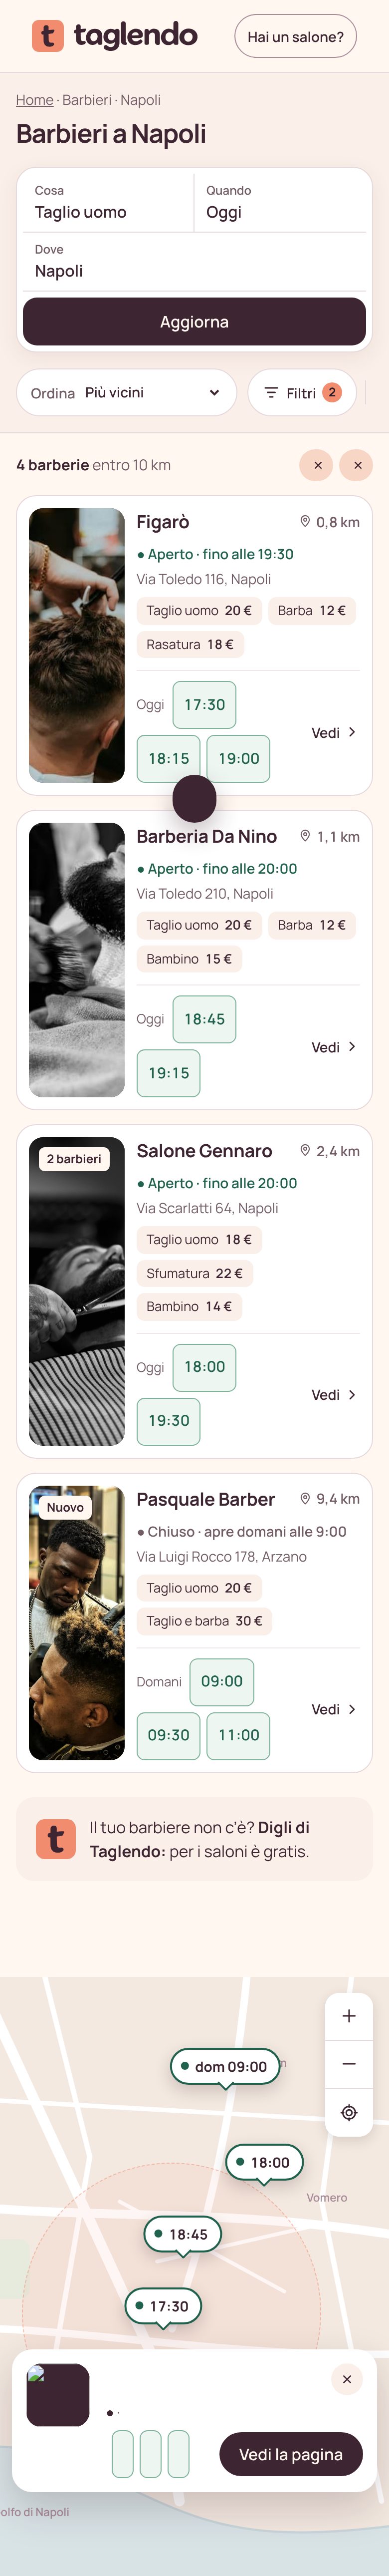 t taglendo
Hai un salone?
Home · Barbieri · Napoli
Barbieri a Napoli
Cosa
Taglio uomo
Quando
Oggi
Dove
Napoli
Aggiorna
Ordina Più vicini
Filtri 2
4 barberie entro 10 km
Figarò
0,8 km
● Aperto · fino alle 19:30
Via Toledo 116, Napoli
Taglio uomo 20 €
Barba 12 €
Rasatura 18 €
Oggi 17:30
18:15 19:00
Vedi
Barberia Da Nino
1,1 km
● Aperto · fino alle 20:00
Via Toledo 210, Napoli
Taglio uomo 20 €
Barba 12 €
Bambino 15 €
Oggi 18:45
19:15
Vedi
2 barbieri
Salone Gennaro
2,4 km
● Aperto · fino alle 20:00
Via Scarlatti 64, Napoli
Taglio uomo 18 €
Sfumatura 22 €
Bambino 14 €
Oggi 18:00
19:30
Vedi
Nuovo
Pasquale Barber
9,4 km
● Chiuso · apre domani alle 9:00
Via Luigi Rocco 178, Arzano
Taglio uomo 20 €
Taglio e barba 30 €
Domani 09:00
09:30 11:00
Vedi
t
Il tuo barbiere non c'è? Digli di
Taglendo: per i saloni è gratis.
dom 09:00
18:00
Vomero
18:45
17:30
Vedi la pagina
olfo di Napoli